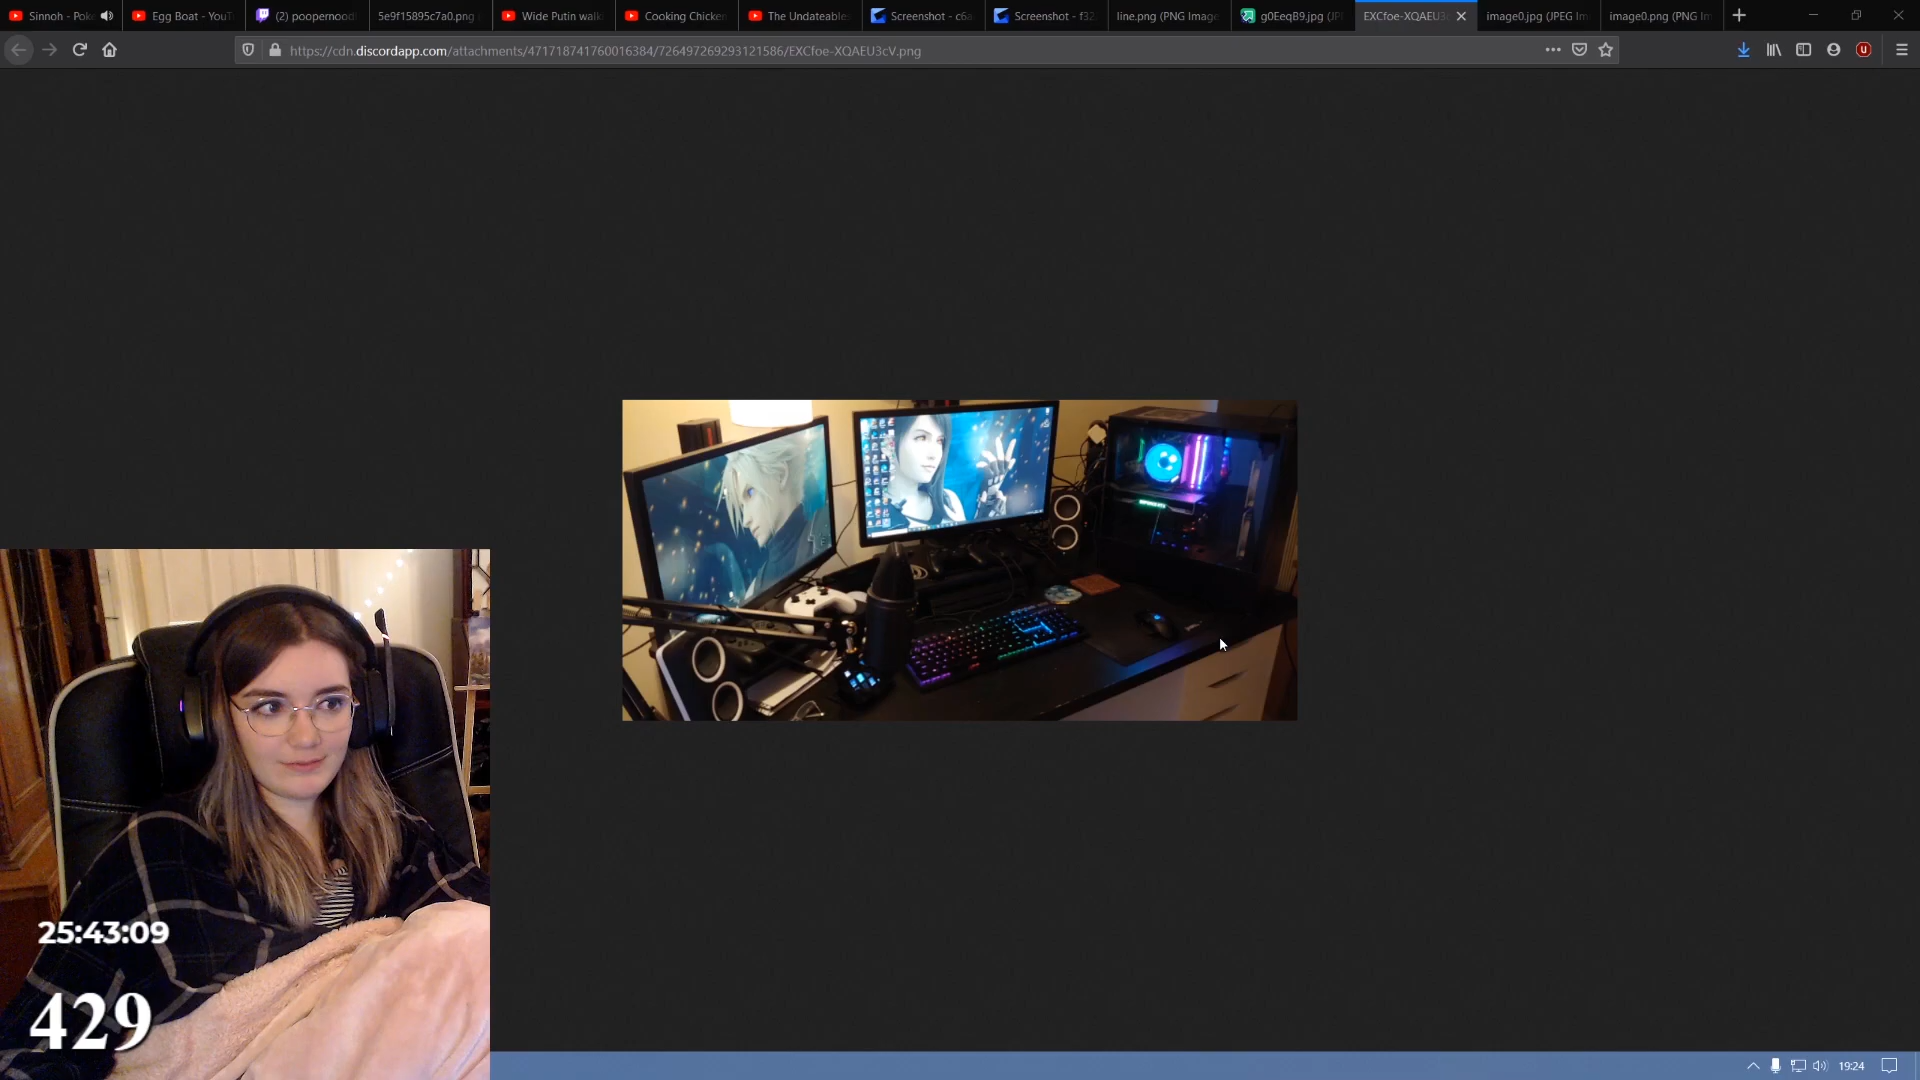 Sinnoh - Pok
Egg Boat - YouT
(2) poopernood
5e9f15895c7a0.png
Wide Putin walk
Cooking Chicken
The Undateable
Screenshot - c6a
Screenshot - f32
line.png (PNG Image
g0EeqB9.jpg (JP
EXCfoe-XQAEU3
image0.jpg (JPEG Im
image0.png (PNG Im
https://cdn.discordapp.com/attachments/471718741760016384/726497269293121586/EXCfoe-XQAEU3cV.png
25:43:09
429
19:24